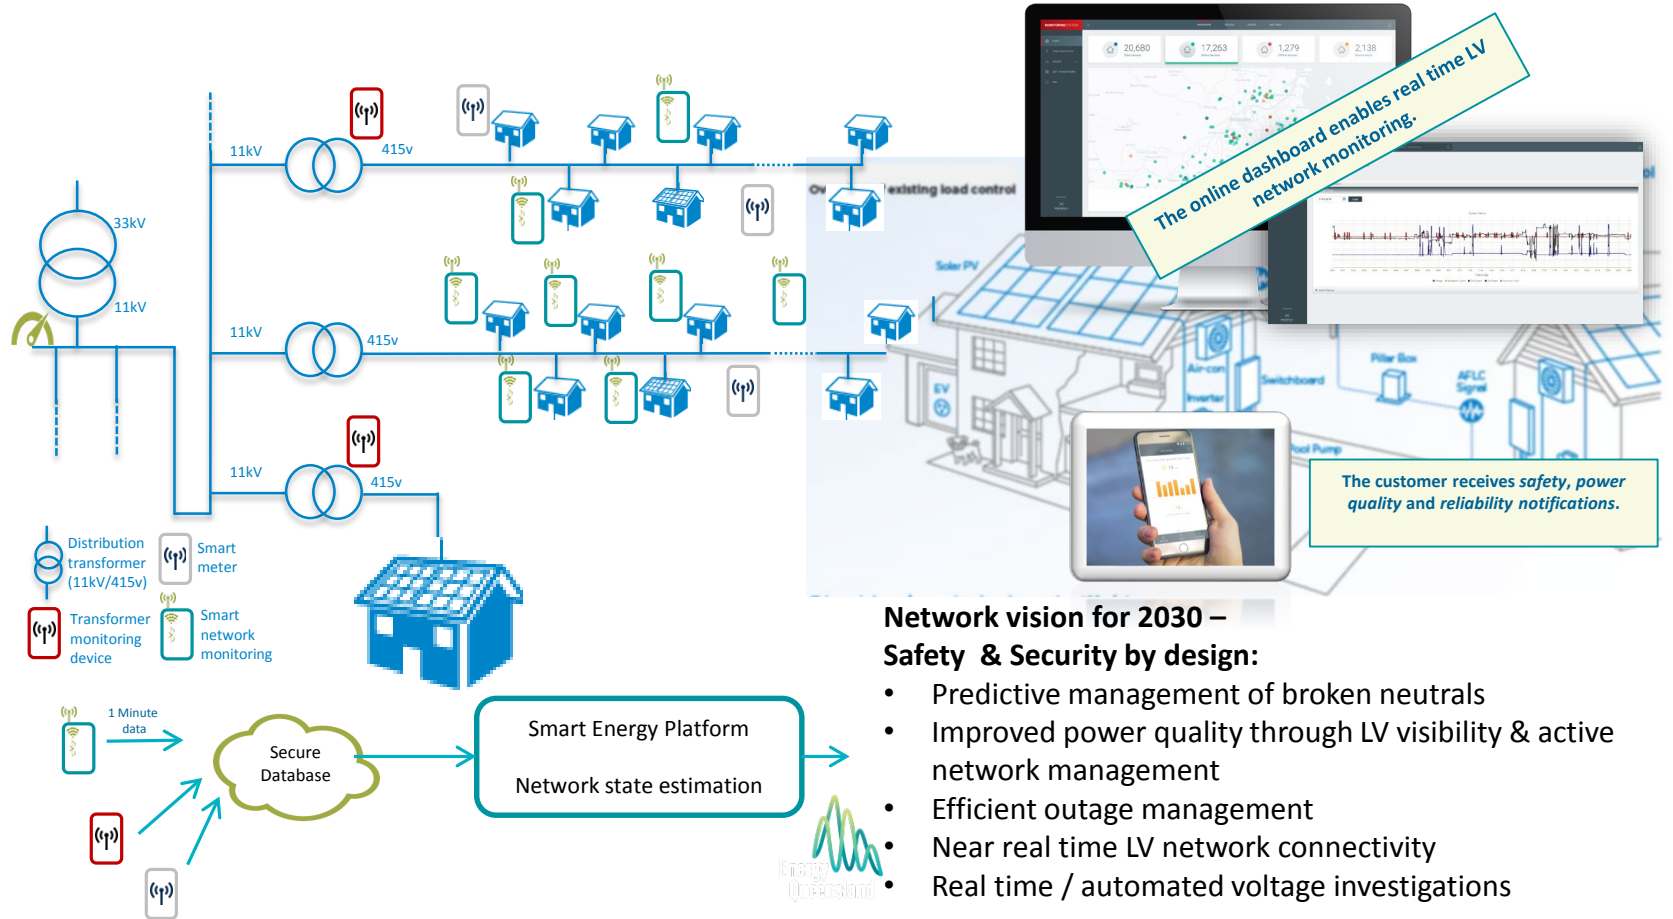 33kV
11kV
11kV
415v
11kV
415v
11kV
415v
Distribution
transformer
(11kV/415v)
Smart
meter
Transformer
monitoring
device
Smart
network
monitoring
1 Minute
data
Secure
Database
Smart Energy Platform
Network state estimation
Energy
Queensland
existing load control
20,680
17,263
1,279
2,138
The online dashboard enables real time LV
network monitoring.
Solar PV
EV
Air-con
Inverter
Switchboard
Pillar Box
AFLC
Signal
Pool Pump
The customer receives safety, power
quality and reliability notifications.
Network vision for 2030 –
Safety & Security by design:
• Predictive management of broken neutrals
• Improved power quality through LV visibility & active
network management
• Efficient outage management
• Near real time LV network connectivity
• Real time / automated voltage investigations